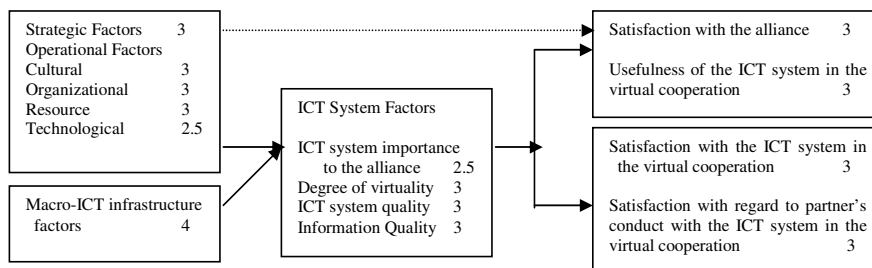 Strategic Factors 3
Operational Factors
Cultural 3
Organizational 3
Resource 3
Technological 2.5
Macro-ICT infrastructure
factors 4
ICT System Factors
ICT system importance
to the alliance 2.5
Degree of virtuality 3
ICT system quality 3
Information Quality 3
Satisfaction with the alliance 3
Usefulness of the ICT system in the
virtual cooperation 3
Satisfaction with the ICT system in
the virtual cooperation 3
Satisfaction with regard to partner's
conduct with the ICT system in the
virtual cooperation 3